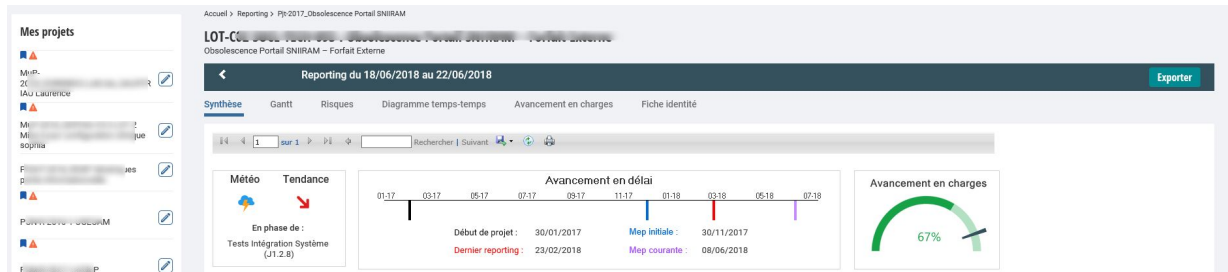 Accueil > Reporting > Pjt-2017_Obsolescence Portail SNIIRAM
Mes projets
LOT-C
Obsolescence Portail SNIIRAM – Forfait Externe
Reporting du 18/06/2018 au 22/06/2018
Exporter
IAU Laurence
sophia
Synthèse Gantt Risques Diagramme temps-temps Avancement en charges Fiche identité
1 sur 1 Rechercher | Suivant
Météo Tendance
En phase de :
Tests Intégration Système
(J1.2.8)
Avancement en délai
01-17 03-17 05-17 07-17 09-17 11-17 01-18 03-18 05-18 07-18
Début de projet : 30/01/2017 Mep initiale : 30/11/2017
Dernier reporting : 23/02/2018 Mep courante : 08/06/2018
Avancement en charges
67%